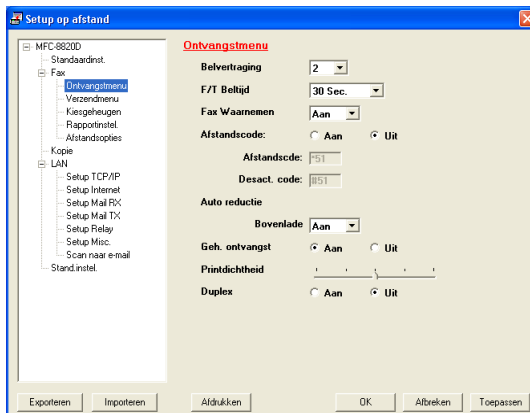 Setup op afstand
MFC-8820D
Standaardinst.
Fax
Ontvangstmenu
Verzendmenu
Kiesgeheugen
Rapportinstel.
Afstandsopties
Kopie
LAN
Setup TCP/IP
Setup Internet
Setup Mail RX
Setup Mail TX
Setup Relay
Setup Misc.
Scan naar e-mail
Stand.instel.
Ontvangstmenu
Belvertraging 2
F/T Beltijd 30 Sec.
Fax Waarnemen Aan
Afstandscode: Aan Uit
Afstandscde: *51
Desact. code: #51
Auto reductie
Bovenlade Aan
Geh. ontvangst Aan Uit
Printdichtheid
Duplex Aan Uit
Exporteren Importeren Afdrukken OK Afbreken Toepassen